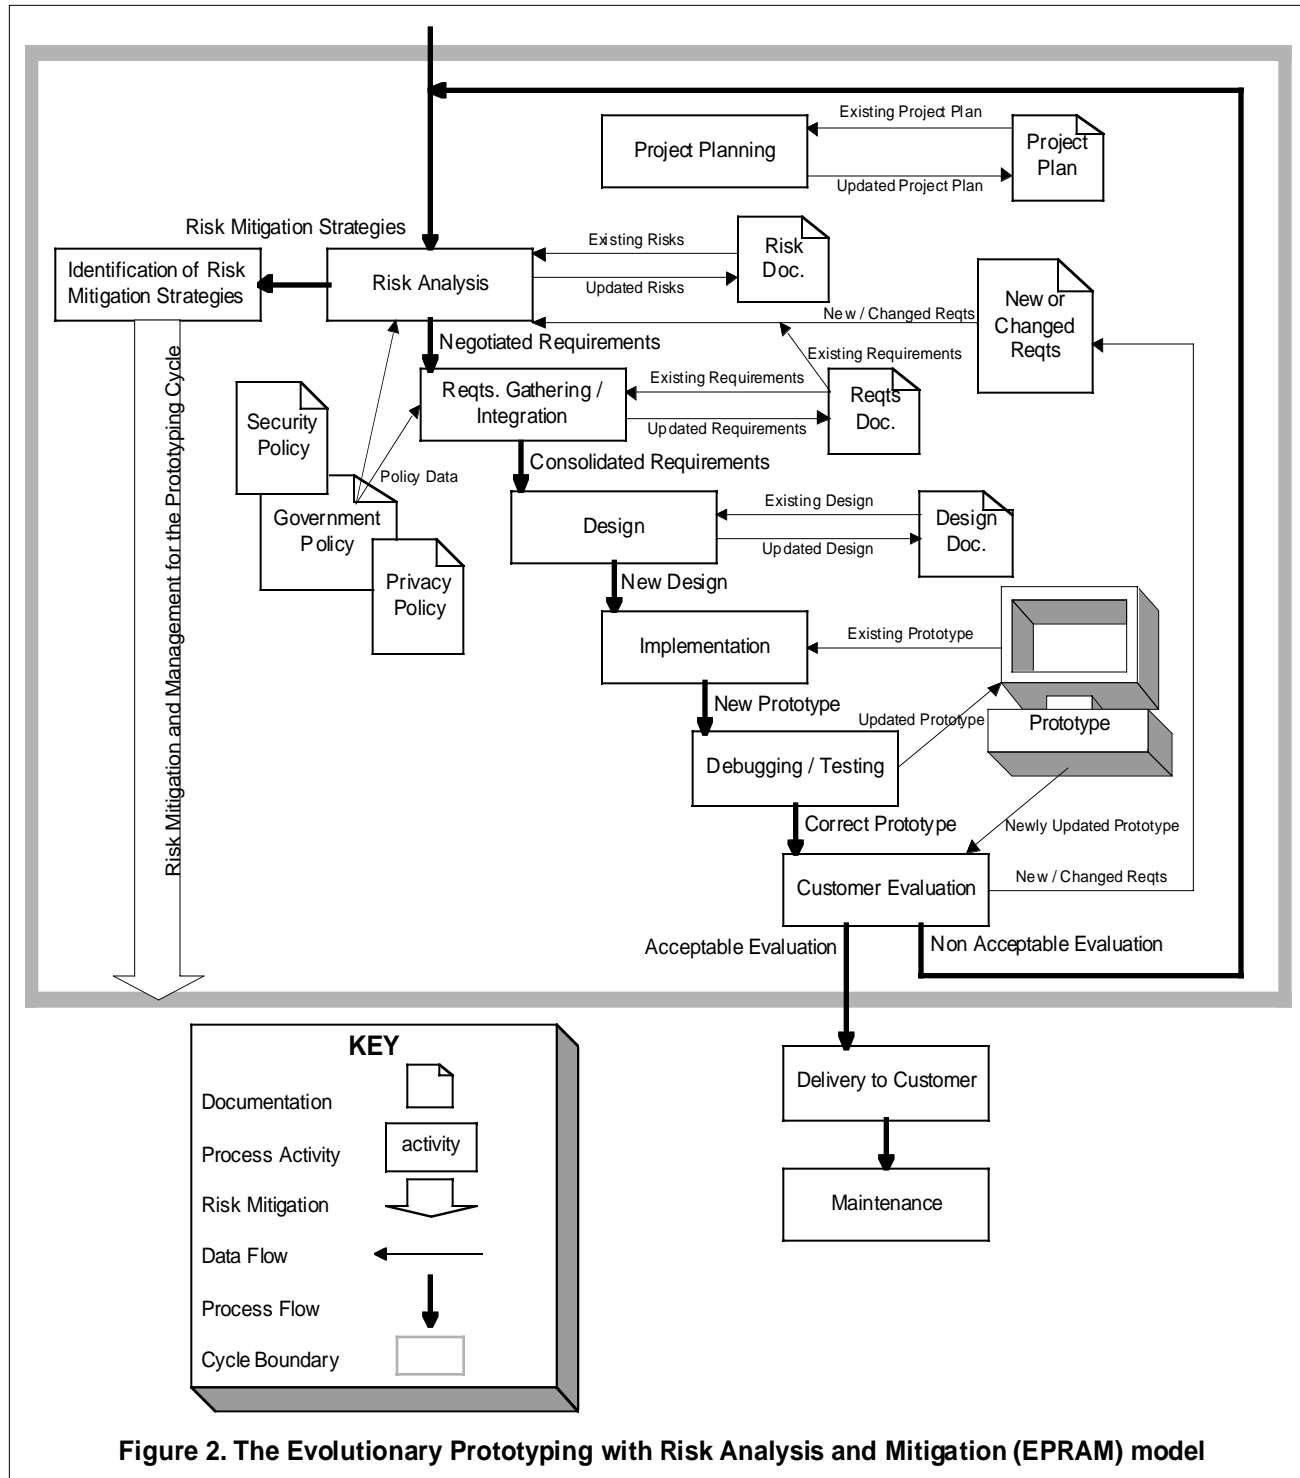 Existing Project Plan
Project Planning
Project
Plan
Updated Project Plan
Risk Mitigation Strategies
Identification of Risk
Mitigation Strategies
Risk Analysis
Existing Risks
Updated Risks
Risk
Doc.
New / Changed Reqts
New or
Changed
Reqts
Negotiated Requirements
Existing Requirements
Reqts. Gathering /
Integration
Existing Requirements
Updated Requirements
Reqts
Doc.
Security
Policy
Government
Policy
Privacy
Policy
Policy Data
Consolidated Requirements
Design
Existing Design
Updated Design
Design
Doc.
New Design
Implementation
Existing Prototype
New Prototype
Updated Prototype
Prototype
Debugging / Testing
Correct Prototype
Newly Updated Prototype
Customer Evaluation
New / Changed Reqts
Acceptable Evaluation
Non Acceptable Evaluation
Risk Mitigation and Management for the Prototyping Cycle
Delivery to Customer
Maintenance
KEY
Documentation
Process Activity
activity
Risk Mitigation
Data Flow
Process Flow
Cycle Boundary
Figure 2. The Evolutionary Prototyping with Risk Analysis and Mitigation (EPRAM) model